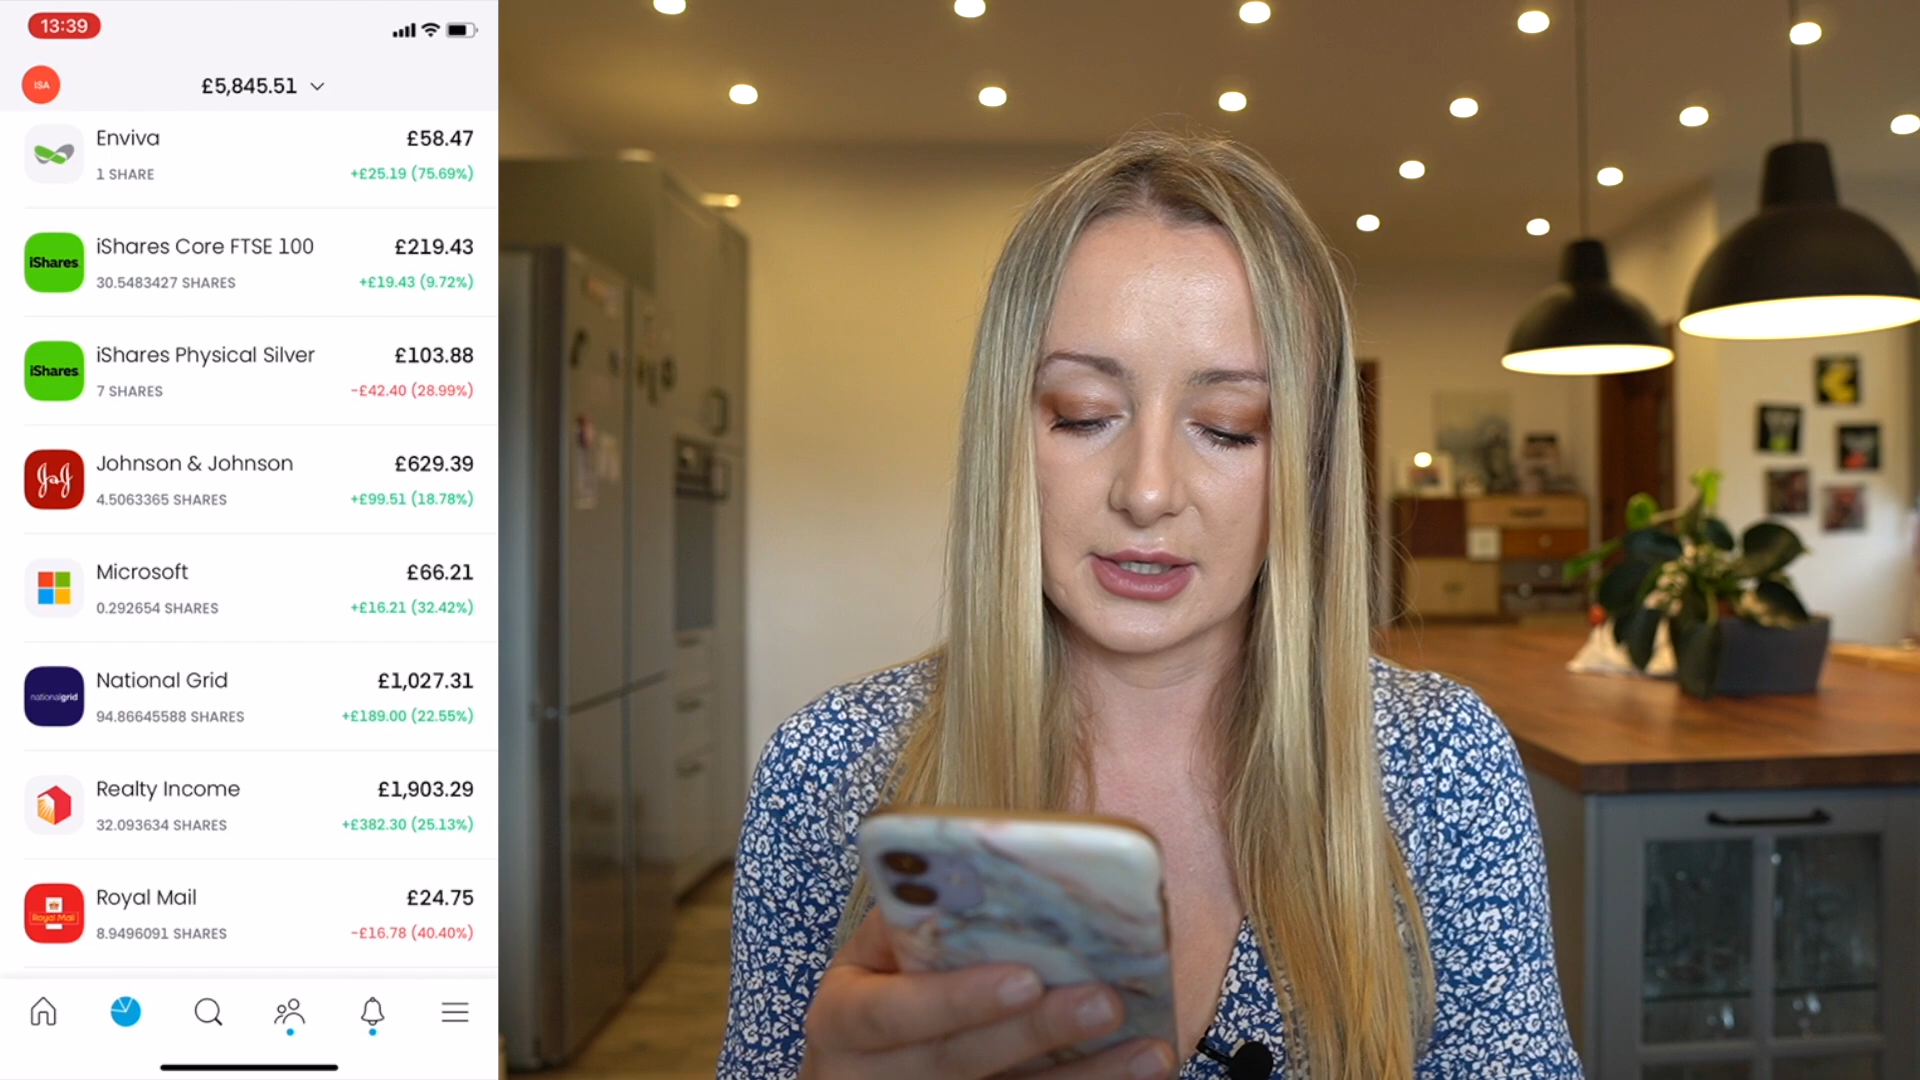 13:39
ISA
£5,845.51
Enviva
£58.47
1 SHARE
+£25.19 (75.69%)
iShares
iShares Core FTSE 100
£219.43
30.5483427 SHARES
+£19.43 (9.72%)
iShares
iShares Physical Silver
£103.88
7 SHARES
-£42.40 (28.99%)
J&J
Johnson & Johnson
£629.39
4.5063365 SHARES
+£99.51 (18.78%)
Microsoft
£66.21
0.292654 SHARES
+£16.21 (32.42%)
nationalgrid
National Grid
£1,027.31
94.86645588 SHARES
+£189.00 (22.55%)
Realty Income
£1,903.29
32.093634 SHARES
+£382.30 (25.13%)
Royal Mail
Royal Mail
£24.75
8.9496091 SHARES
-£16.78 (40.40%)